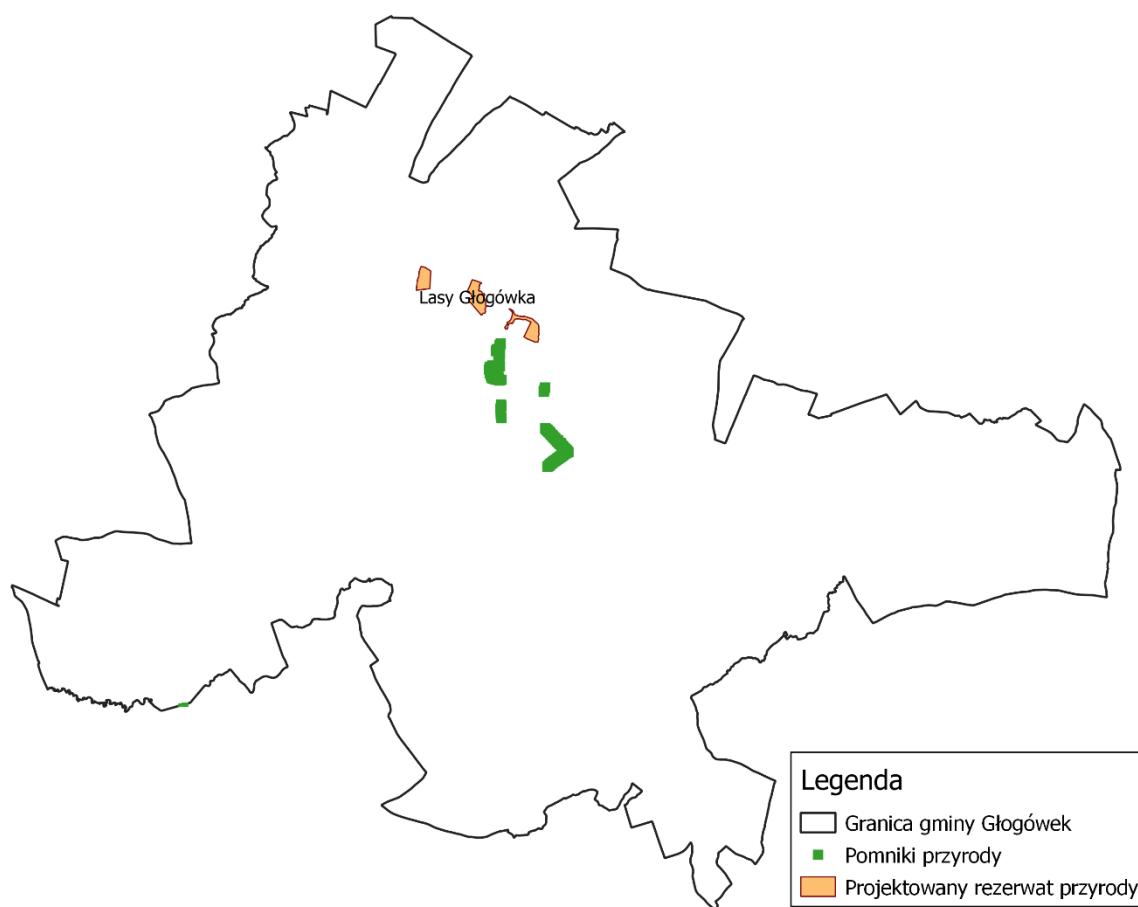 Lasy Głogówka
Legenda
Granica gminy Głogówek
Pomniki przyrody
Projektowany rezerwat przyrody